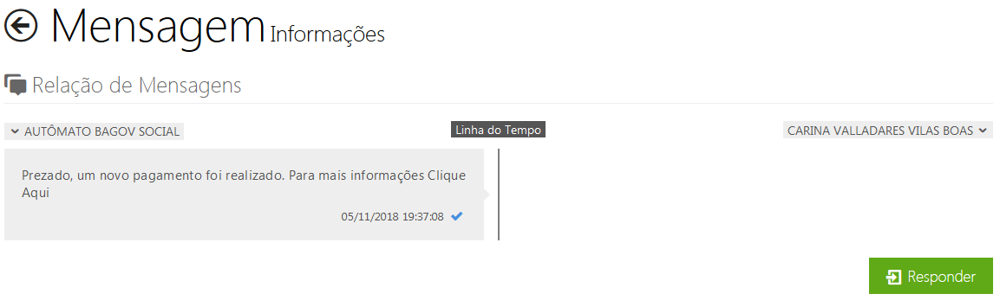 Mensagem Informações
Relação de Mensagens
AUTÔMATO BAGOV SOCIAL
Linha do Tempo
CARINA VALLADARES VILAS BOAS
Prezado, um novo pagamento foi realizado. Para mais informações Clique
Aqui
05/11/2018 19:37:08
Responder